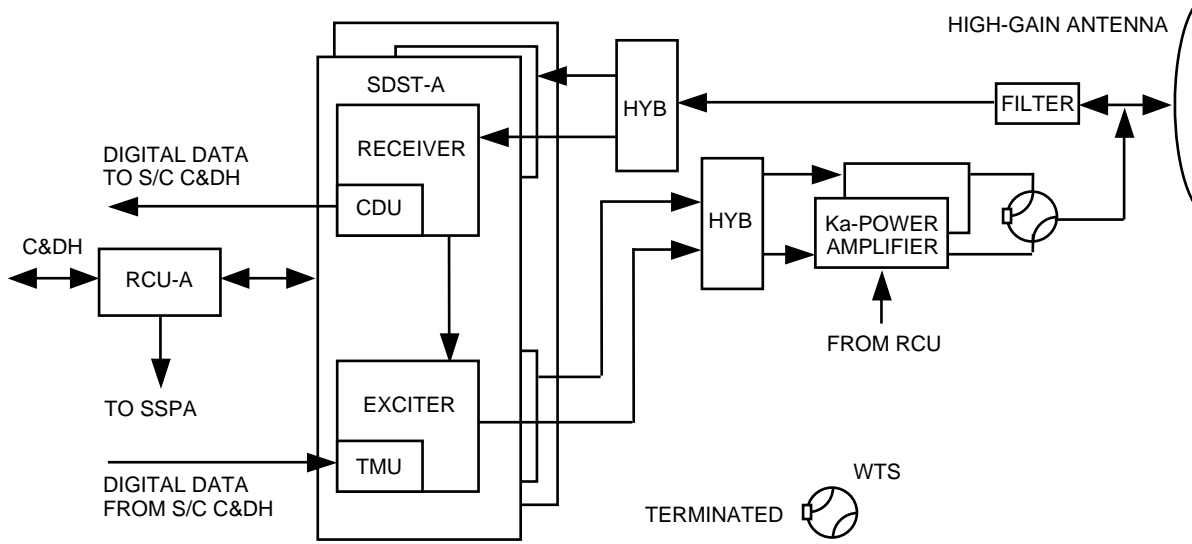 HIGH-GAIN ANTENNA
SDST-A
HYB
FILTER
RECEIVER
DIGITAL DATA
TO S/C C&DH
CDU
HYB
Ka-POWER
AMPLIFIER
C&DH
RCU-A
FROM RCU
TO SSPA
EXCITER
TMU
DIGITAL DATA
FROM S/C C&DH
WTS
TERMINATED